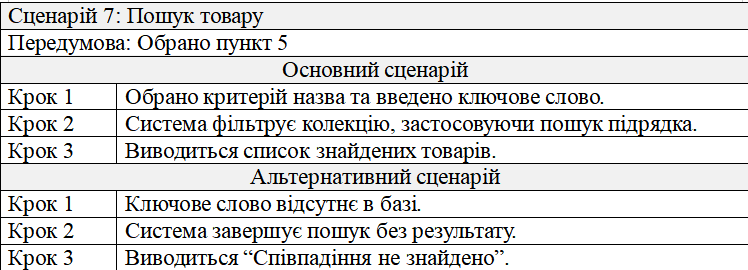 Сценарій 7: Пошук товару
Передумова: Обрано пункт 5
Основний сценарій
Крок 1 Обрано критерій назва та введено ключове слово.
Крок 2 Система фільтрує колекцію, застосовуючи пошук підрядка.
Крок 3 Виводиться список знайдених товарів.
Альтернативний сценарій
Крок 1 Ключове слово відсутнє в базі.
Крок 2 Система завершує пошук без результату.
Крок 3 Виводиться “Співпадіння не знайдено”.